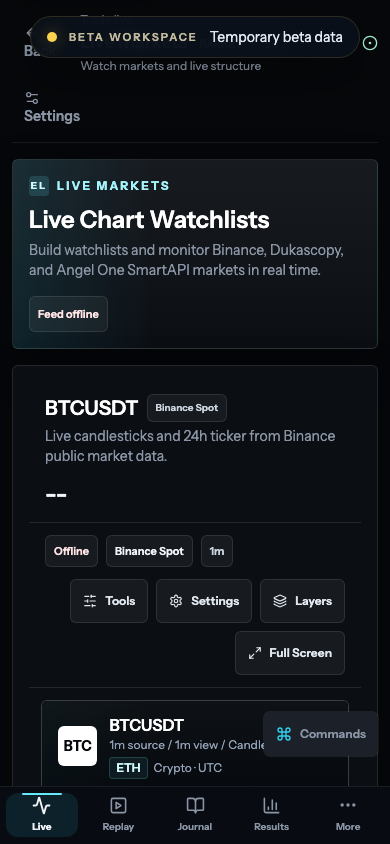 BETA WORKSPACE Temporary beta data
Watch markets and live structure
Settings
EL LIVE MARKETS
Live Chart Watchlists
Build watchlists and monitor Binance, Dukascopy,
and Angel One SmartAPI markets in real time.
Feed offline
BTCUSDT Binance Spot
Live candlesticks and 24h ticker from Binance
public market data.
--
Offline Binance Spot 1m
Tools Settings Layers
Full Screen
BTC BTCUSDT
1m source / 1m view / Candle
Commands
ETH Crypto · UTC
Live Replay Journal Results More